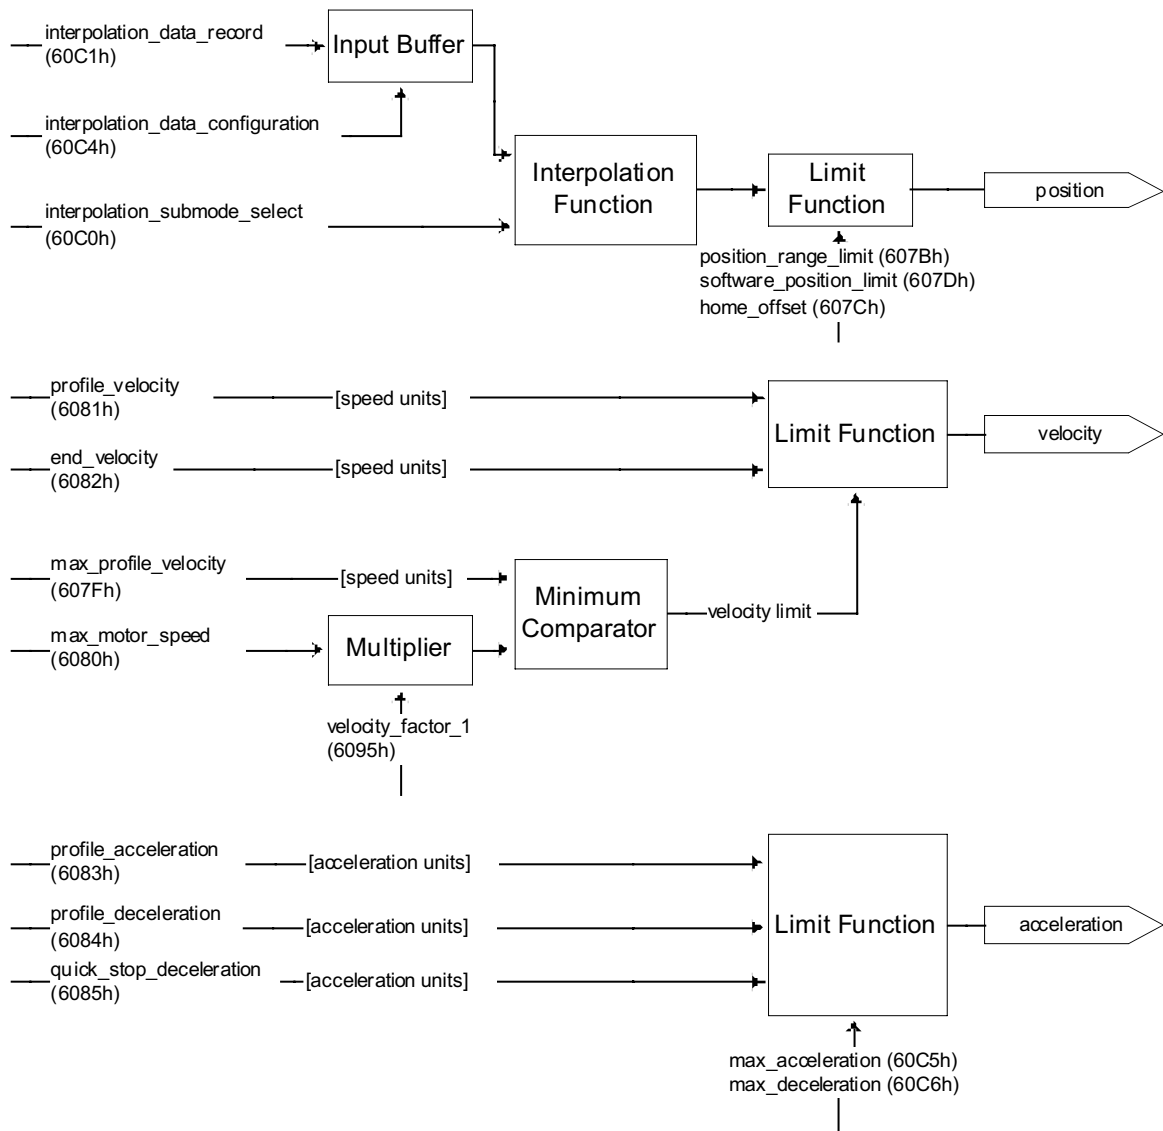 interpolation_data_record
(60C1h)
Input Buffer
interpolation_data_configuration
(60C4h)
Interpolation
Function
Limit
Function
position
interpolation_submode_select
(60C0h)
position_range_limit (607Bh)
software_position_limit (607Dh)
home_offset (607Ch)
profile_velocity
(6081h)
[speed units]
Limit Function
velocity
end_velocity
(6082h)
[speed units]
max_profile_velocity
(607Fh)
[speed units]
Minimum
Comparator
velocity limit
max_motor_speed
(6080h)
Multiplier
velocity_factor_1
(6095h)
profile_acceleration
(6083h)
[acceleration units]
profile_deceleration
(6084h)
[acceleration units]
Limit Function
acceleration
quick_stop_deceleration
(6085h)
[acceleration units]
max_acceleration (60C5h)
max_deceleration (60C6h)